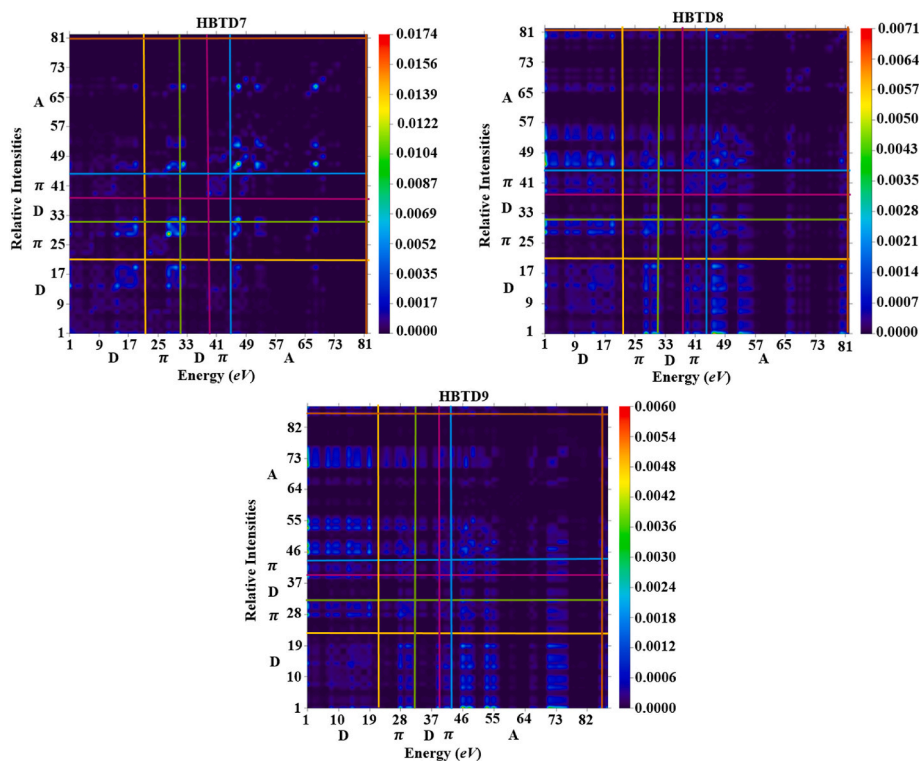 HBTD7
81
73
65
57
49
41
33
25
17
9
1
A
π
D
π
D
Relative Intensities
1 9 17 25 33 41 49 57 65 73 81
D π D π A
Energy (eV)
0.0174
0.0156
0.0139
0.0122
0.0104
0.0087
0.0069
0.0052
0.0035
0.0017
0.0000
HBTD8
81
73
65
57
49
41
33
25
17
9
1
A
π
D
π
D
Relative Intensities
1 9 17 25 33 41 49 57 65 73 81
D π D π A
Energy (eV)
0.0071
0.0064
0.0057
0.0050
0.0042
0.0035
0.0028
0.0021
0.0014
0.0007
0.0000
HBTD9
82
73
64
55
46
37
28
19
10
1
A
π
D
π
D
Relative Intensities
1 10 19 28 37 46 55 64 73 82
D π D π A
Energy (eV)
0.0060
0.0054
0.0048
0.0042
0.0036
0.0030
0.0024
0.0018
0.0012
0.0006
0.0000